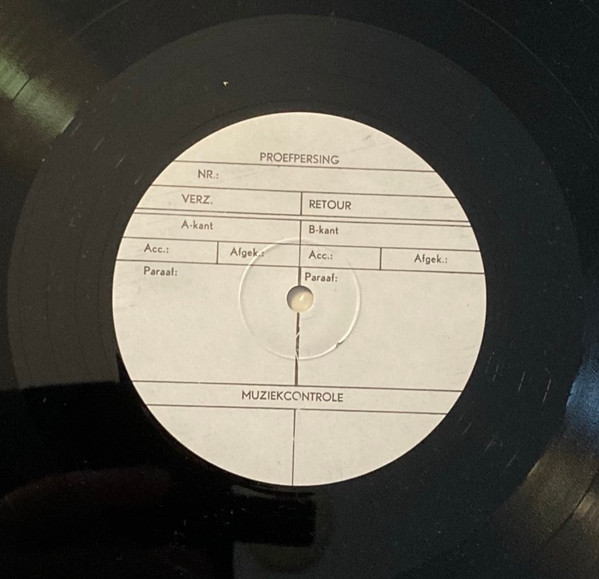 PROEFPERSING
NR.:
VERZ. RETOUR
A-kant B-kant
Acc.: Afgek.: Acc.: Afgek.:
Paraaf: Paraaf:
MUZIEKCONTROLE